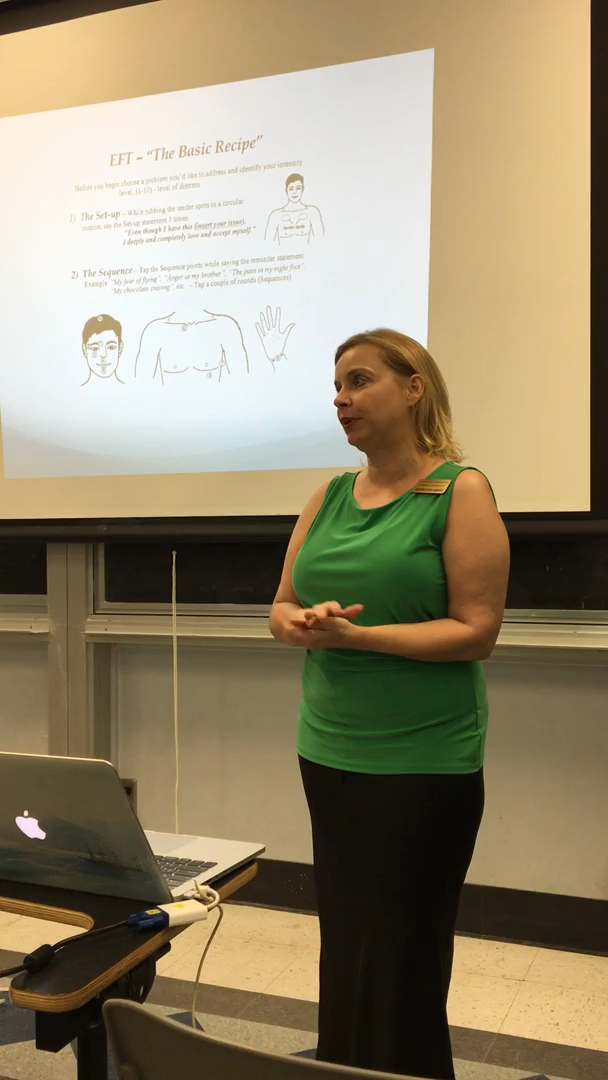 EFT – "The Basic Recipe"
Before you begin choose a problem you'd like to address and identify your intensity
level, (1-10) - level of distress
1) The Set-up – While rubbing the tender spots in a circular
motion, say the Set-up statement 3 times
"Even though I have this (insert your issue),
I deeply and completely love and accept myself."
2) The Sequence – Tap the Sequence points while saying the reminder statement.
Example "My fear of flying", "Anger at my brother", "The pain in my right foot",
"My chocolate craving", etc – Tap a couple of rounds (Sequences)